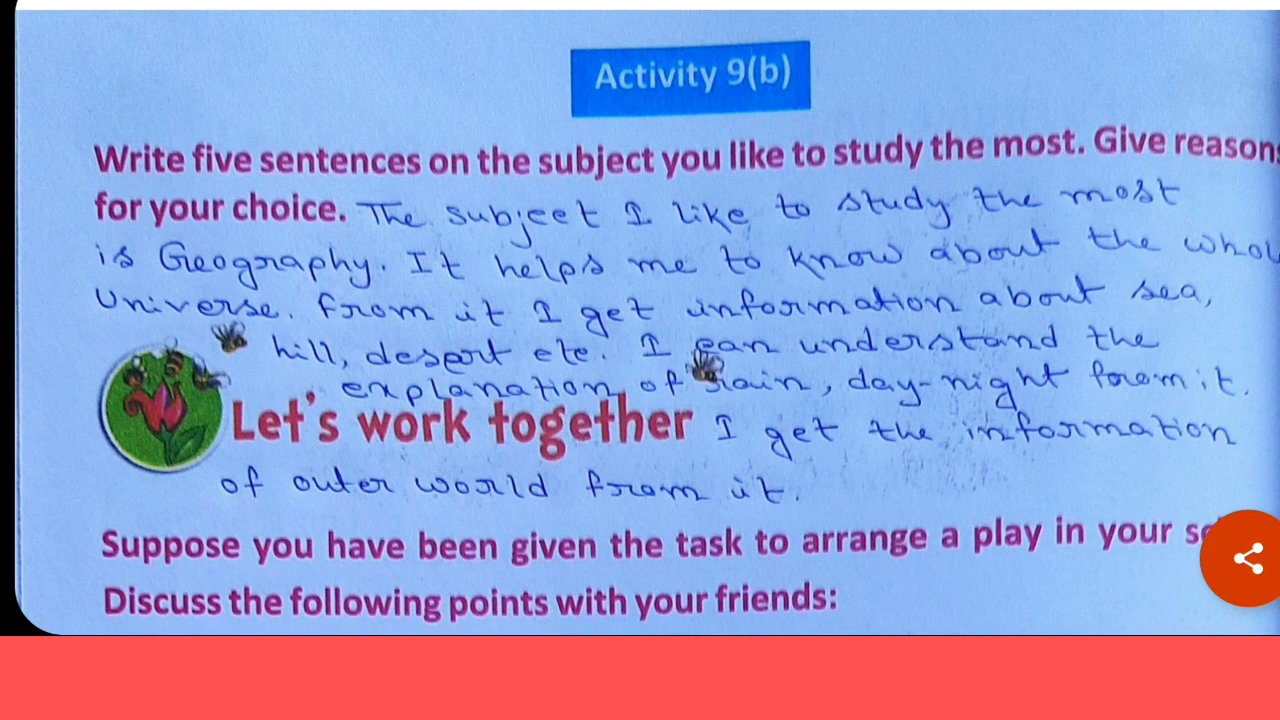 Activity 9(b)
Write five sentences on the subject you like to study the most. Give reasons
for your choice. The subject I like to study the most
is Geography. It helps me to know about the whol
Universe. From it I get information about sea,
hill, desert etc. I can understand the
explanation of rain, day-night from it.
Let's work together I get the information
of outer world from it.
Suppose you have been given the task to arrange a play in your
Discuss the following points with your friends: